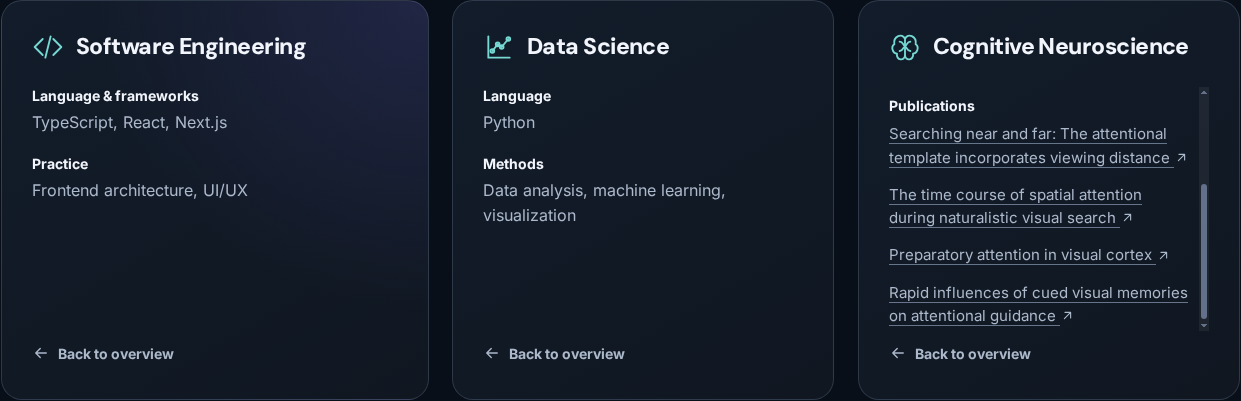 Software Engineering
Language & frameworks
TypeScript, React, Next.js
Practice
Frontend architecture, UI/UX
← Back to overview
Data Science
Language
Python
Methods
Data analysis, machine learning,
visualization
← Back to overview
Cognitive Neuroscience
Publications
Searching near and far: The attentional
template incorporates viewing distance ↗
The time course of spatial attention
during naturalistic visual search ↗
Preparatory attention in visual cortex ↗
Rapid influences of cued visual memories
on attentional guidance ↗
← Back to overview